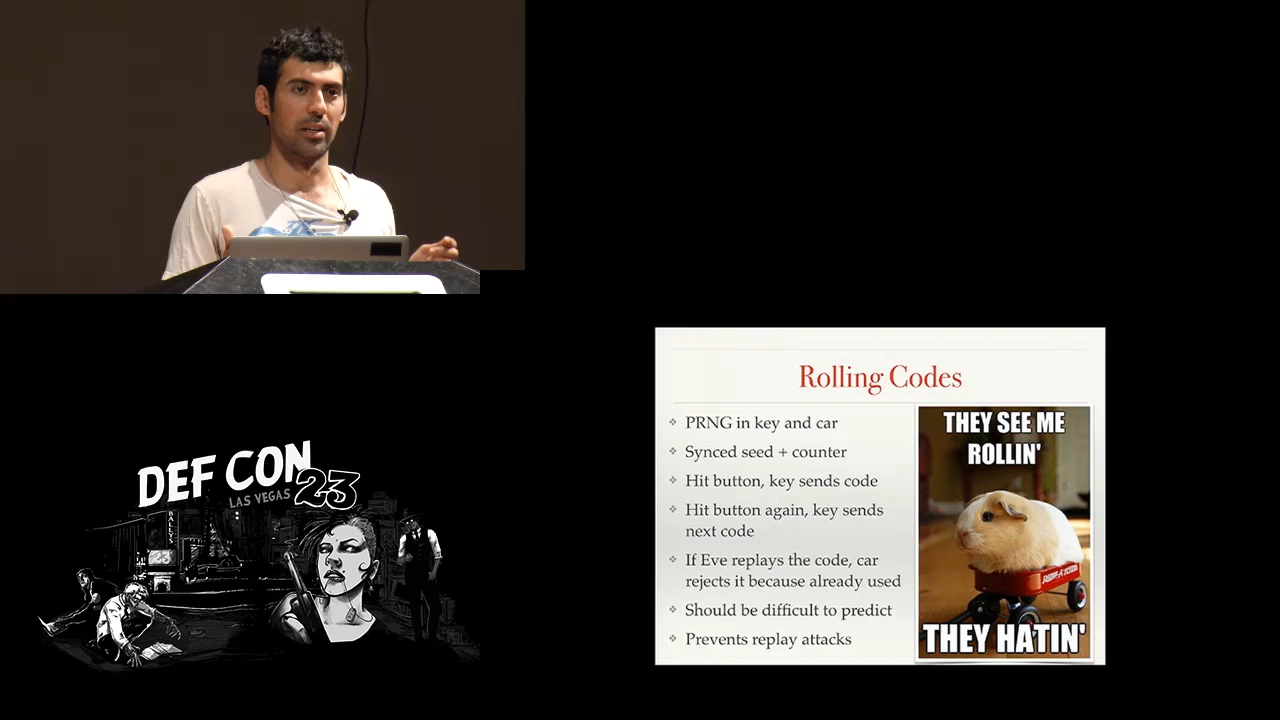 DEF CON 23
LAS VEGAS
BALLYS
23
Rolling Codes
PRNG in key and car
Synced seed + counter
Hit button, key sends code
Hit button again, key sends
next code
If Eve replays the code, car
rejects it because already used
Should be difficult to predict
Prevents replay attacks
THEY SEE ME
ROLLIN'
THEY HATIN'